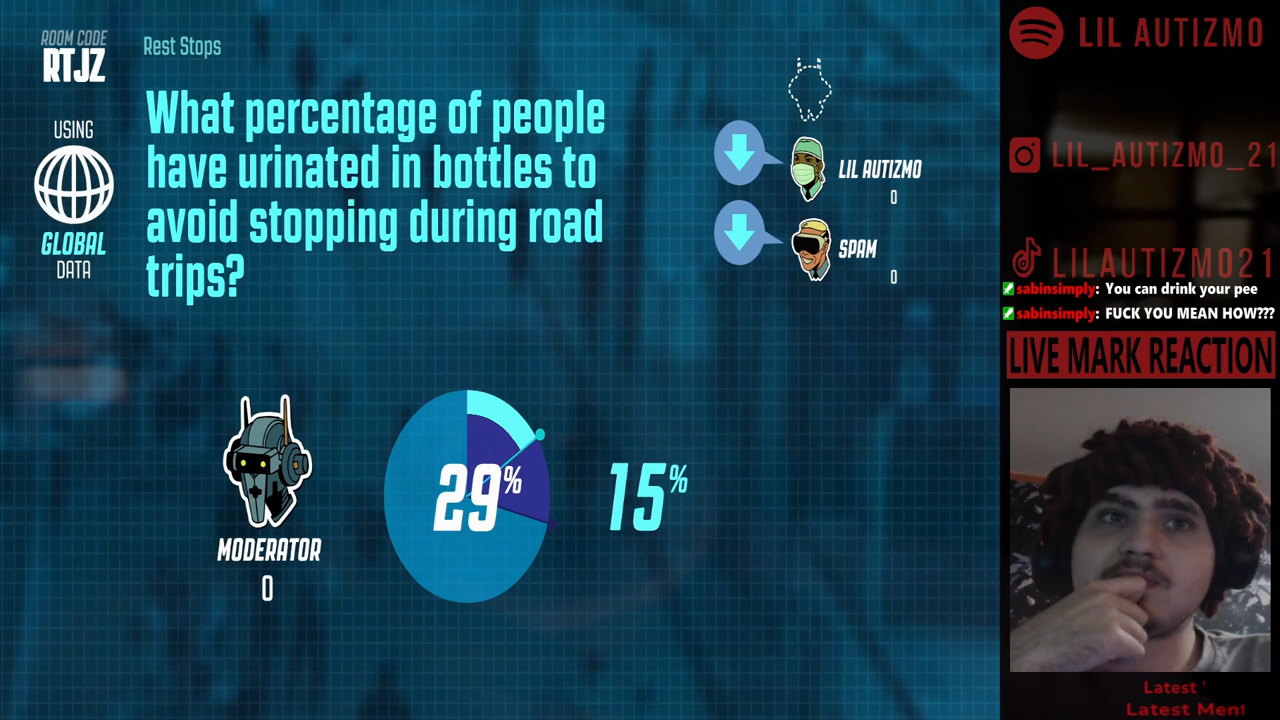 ROOM CODE
RTJZ
Rest Stops
USING
GLOBAL
DATA
What percentage of people
have urinated in bottles to
avoid stopping during road
trips?
LIL AUTIZMO
0
SPAM
0
MODERATOR
0
29%
15%
LIL AUTIZMO
LIL_AUTIZMO_21
LILAUTIZMO21
sabinsimply: You can drink your pee
sabinsimply: FUCK YOU MEAN HOW???
LIVE MARK REACTION
Latest
Latest Mem